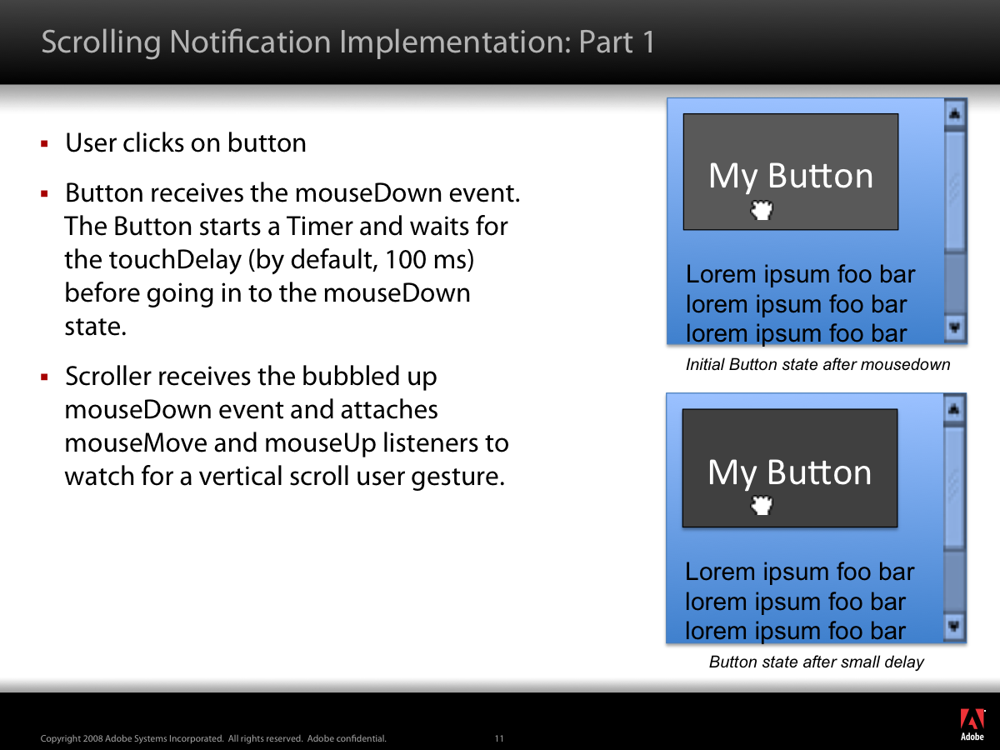 Scrolling Notification Implementation: Part 1
User clicks on button
Button receives the mouseDown event.
The Button starts a Timer and waits for
the touchDelay (by default, 100 ms)
before going in to the mouseDown
state.
Scroller receives the bubbled up
mouseDown event and attaches
mouseMove and mouseUp listeners to
watch for a vertical scroll user gesture.
My Button
Lorem ipsum foo bar
lorem ipsum foo bar
lorem ipsum foo bar
Initial Button state after mousedown
My Button
Lorem ipsum foo bar
lorem ipsum foo bar
lorem ipsum foo bar
Button state after small delay
Copyright 2008 Adobe Systems Incorporated.  All rights reserved.  Adobe confidential.
11
Adobe